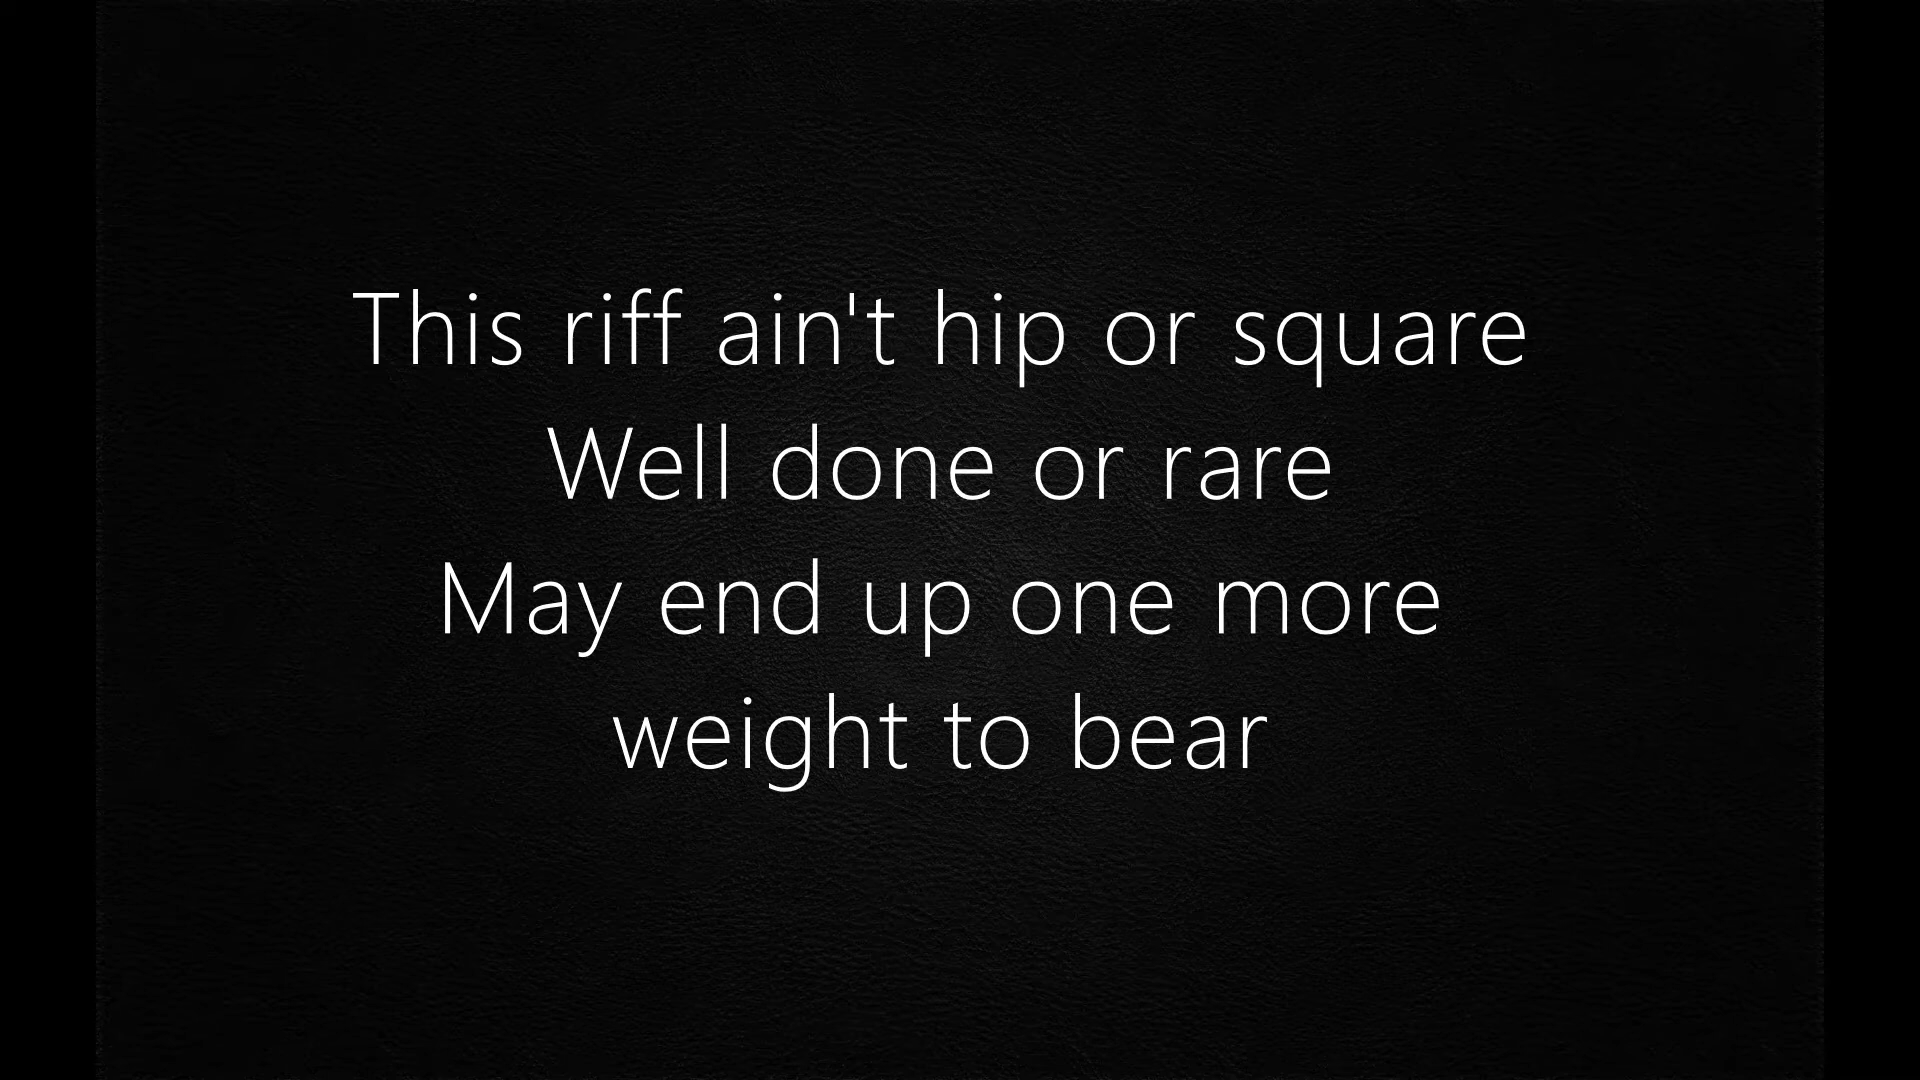 This riff ain't hip or square
Well done or rare
May end up one more
weight to bear